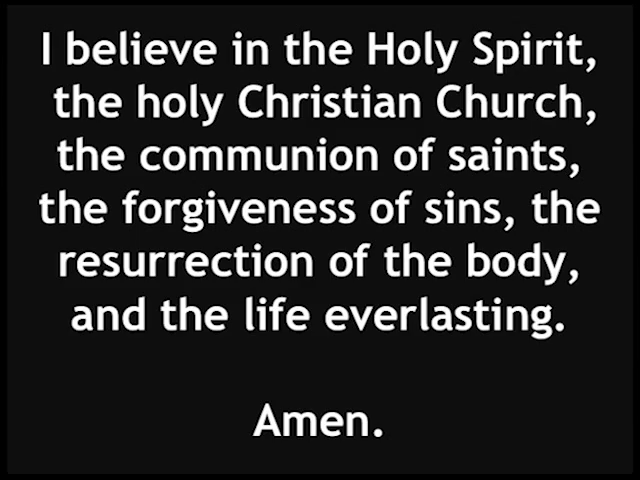 I believe in the Holy Spirit,
the holy Christian Church,
the communion of saints,
the forgiveness of sins, the
resurrection of the body,
and the life everlasting.
Amen.